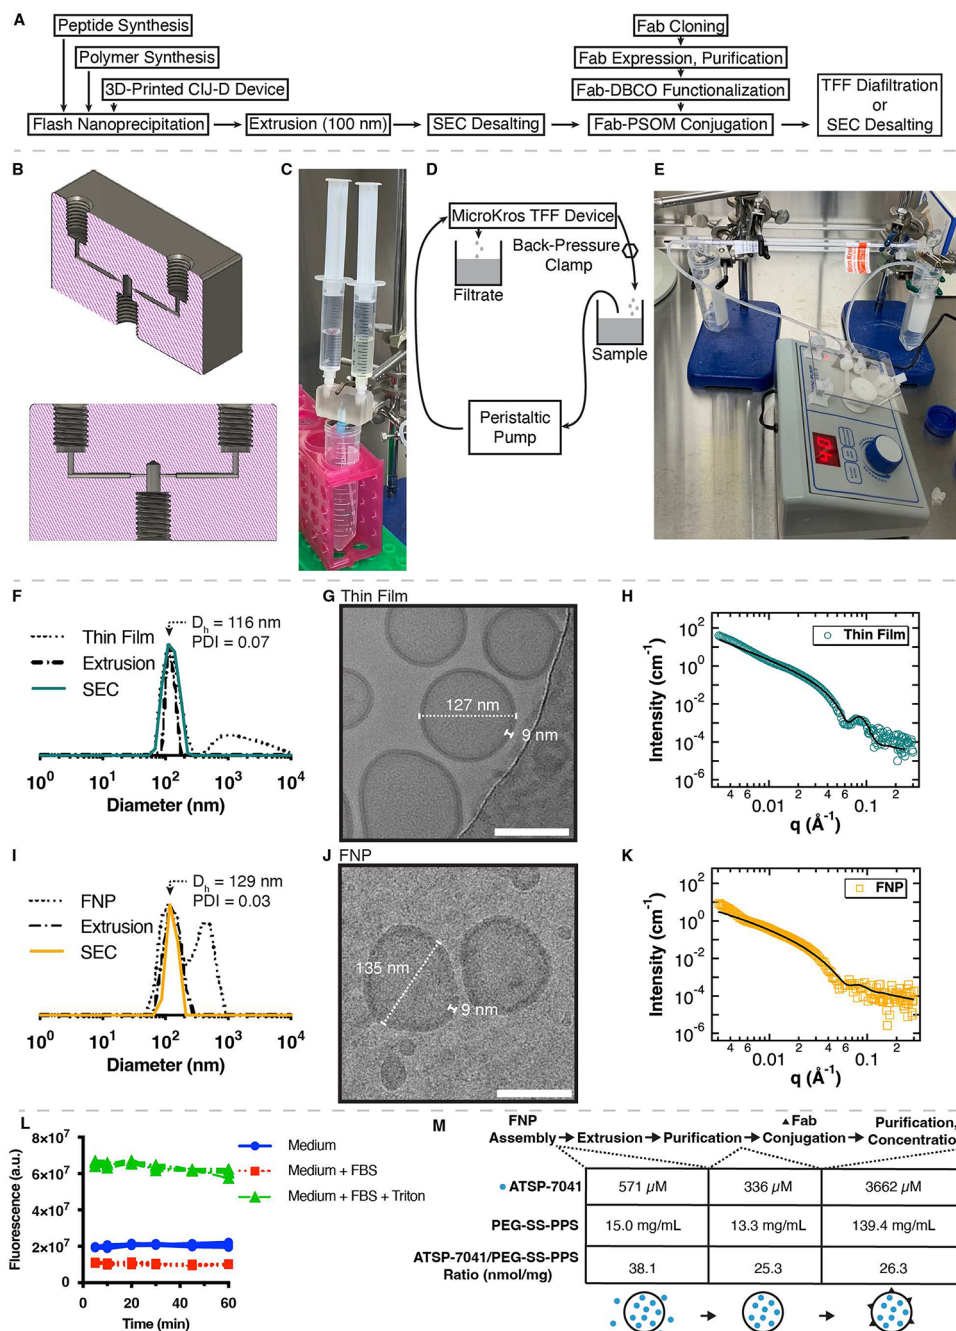 A
Peptide Synthesis
Polymer Synthesis
3D-Printed CIJ-D Device
Flash Nanoprecipitation
Extrusion (100 nm)
SEC Desalting
Fab Cloning
Fab Expression, Purification
Fab-DBCO Functionalization
Fab-PSOM Conjugation
TFF Diafiltration
or
SEC Desalting
B
C
D
MicroKros TFF Device
Back-Pressure
Clamp
Filtrate
Sample
Peristaltic
Pump
E
F
Dh = 116 nm
PDI = 0.07
Thin Film
Extrusion
SEC
10^0 10^1 10^2 10^3 10^4
Diameter (nm)
G Thin Film
127 nm
9 nm
H
Thin Film
Intensity (cm^-1)
10^2
10^0
10^-2
10^-4
10^-6
4 6 2 4 6 2
0.01 0.1
q (Å^-1)
I
Dh = 129 nm
PDI = 0.03
FNP
Extrusion
SEC
10^0 10^1 10^2 10^3 10^4
Diameter (nm)
J FNP
135 nm
9 nm
K
FNP
Intensity (cm^-1)
10^2
10^0
10^-2
10^-4
10^-6
4 6 2 4 6 2
0.01 0.1
q (Å^-1)
L
Fluorescence (a.u.)
8×10^7
6×10^7
4×10^7
2×10^7
0
0 20 40 60
Time (min)
Medium
Medium + FBS
Medium + FBS + Triton
M
FNP
Assembly
Extrusion
Purification
Fab
Conjugation
Purification,
Concentration
ATSP-7041
571 µM
336 µM
3662 µM
PEG-SS-PPS
15.0 mg/mL
13.3 mg/mL
139.4 mg/mL
ATSP-7041/PEG-SS-PPS
Ratio (nmol/mg)
38.1
25.3
26.3